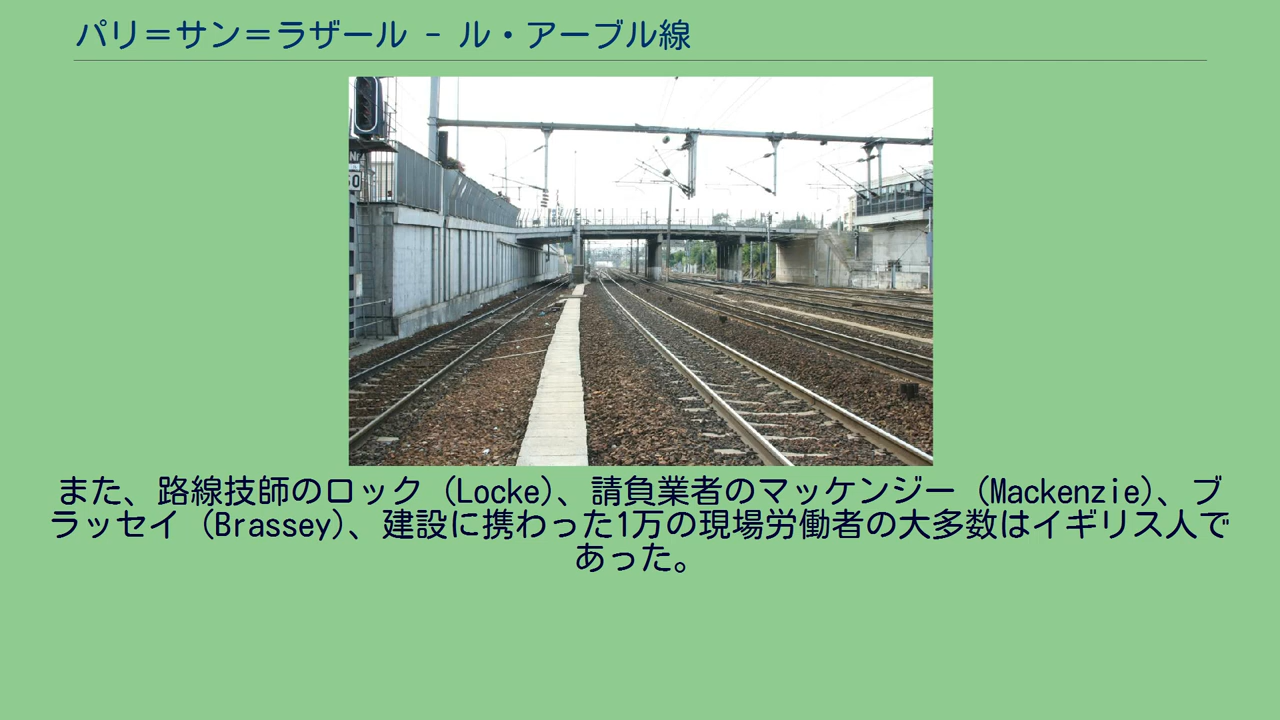 パリ＝サン＝ラザール － ル・アーブル線
また、路線技師のロック（Locke）、請負業者のマッケンジー（Mackenzie）、ブ
ラッセイ（Brassey）、建設に携わった1万の現場労働者の大多数はイギリス人で
あった。